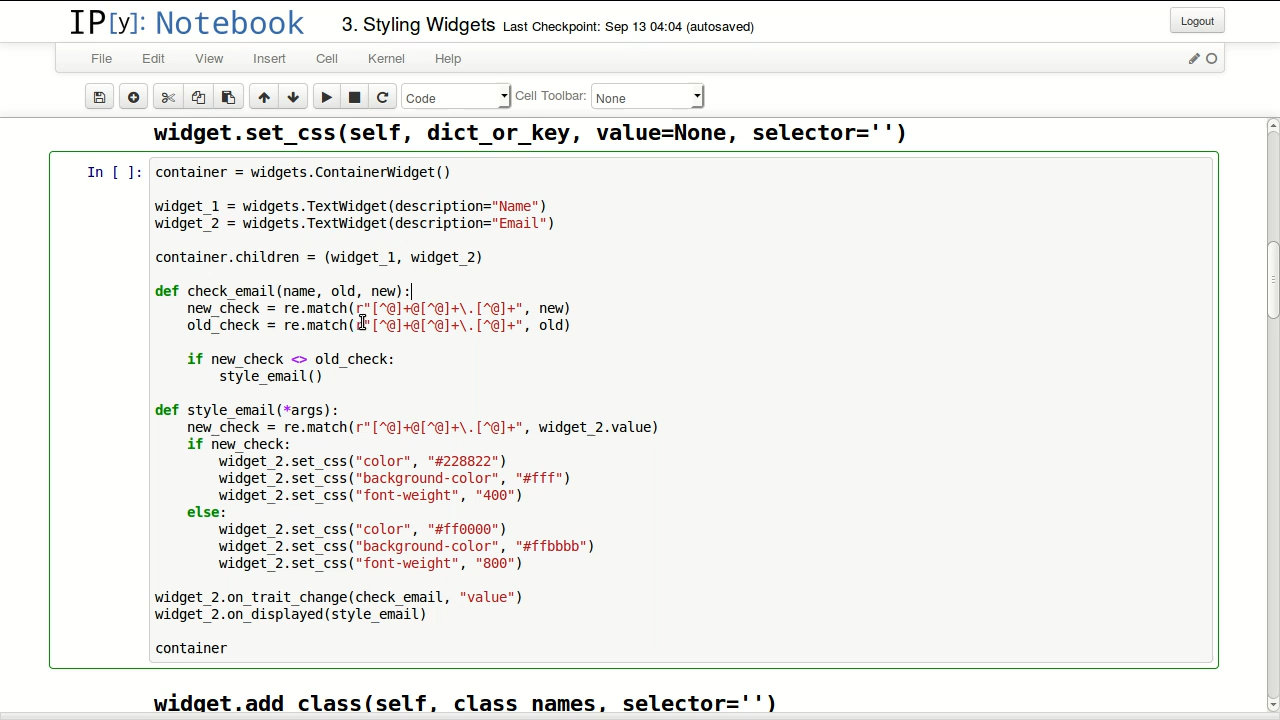 IP[y]: Notebook 3. Styling Widgets Last Checkpoint: Sep 13 04:04 (autosaved) Logout
File Edit View Insert Cell Kernel Help
Code Cell Toolbar: None
widget.set_css(self, dict_or_key, value=None, selector='')
In [ ]: container = widgets.ContainerWidget()
widget_1 = widgets.TextWidget(description="Name")
widget_2 = widgets.TextWidget(description="Email")
container.children = (widget_1, widget_2)
def check_email(name, old, new):
    new_check = re.match(r"[^@]+@[^@]+\.[^@]+", new)
    old_check = re.match(r"[^@]+@[^@]+\.[^@]+", old)
    if new_check <> old_check:
        style_email()
def style_email(*args):
    new_check = re.match(r"[^@]+@[^@]+\.[^@]+", widget_2.value)
    if new_check:
        widget_2.set_css("color", "#228822")
        widget_2.set_css("background-color", "#fff")
        widget_2.set_css("font-weight", "400")
    else:
        widget_2.set_css("color", "#ff0000")
        widget_2.set_css("background-color", "#ffbbbb")
        widget_2.set_css("font-weight", "800")
widget_2.on_trait_change(check_email, "value")
widget_2.on_displayed(style_email)
container
widget.add_class(self, class_names, selector='')